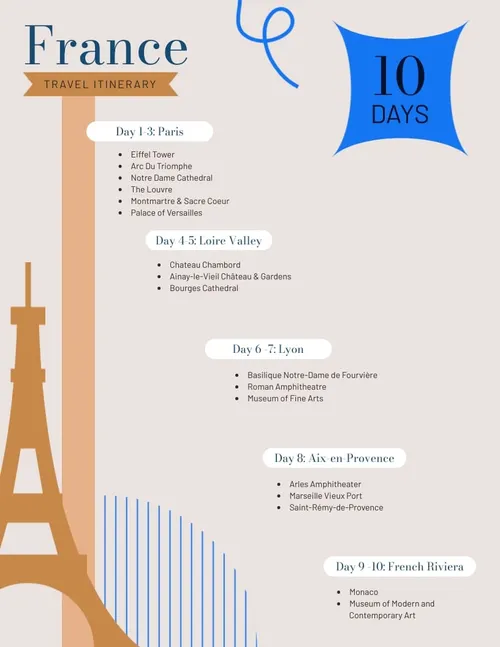 France
TRAVEL ITINERARY
10
DAYS
Day 1-3: Paris
Eiffel Tower
Arc Du Triomphe
Notre Dame Cathedral
The Louvre
Montmartre & Sacre Coeur
Palace of Versailles
Day 4-5: Loire Valley
Chateau Chambord
Ainay-le-Vieil Château & Gardens
Bourges Cathedral
Day 6 -7: Lyon
Basilique Notre-Dame de Fourvière
Roman Amphitheatre
Museum of Fine Arts
Day 8: Aix-en-Provence
Arles Amphitheater
Marseille Vieux Port
Saint-Rémy-de-Provence
Day 9 -10: French Riviera
Monaco
Museum of Modern and
Contemporary Art